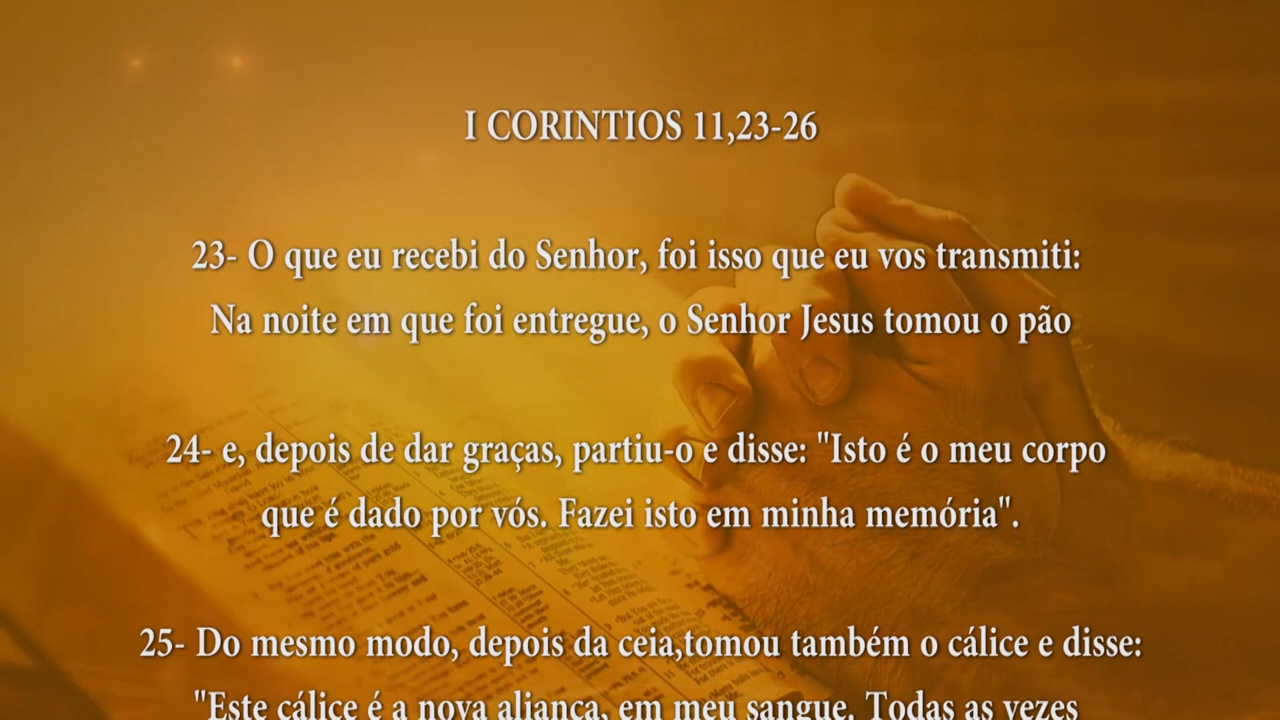 I CORINTIOS 11,23-26
23- O que eu recebi do Senhor, foi isso que eu vos transmiti:
Na noite em que foi entregue, o Senhor Jesus tomou o pão
24- e, depois de dar graças, partiu-o e disse: "Isto é o meu corpo
que é dado por vós. Fazei isto em minha memória".
25- Do mesmo modo, depois da ceia,tomou também o cálice e disse:
"Este cálice é a nova aliança, em meu sangue. Todas as vezes